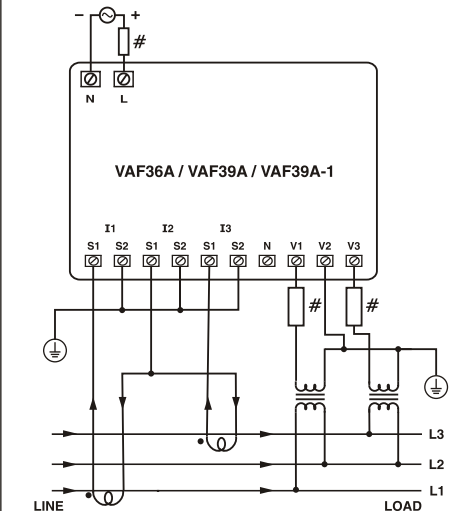 − +
#
N L
VAF36A / VAF39A / VAF39A-1
I1 I2 I3
S1 S2 S1 S2 S1 S2 N V1 V2 V3
# #
L3
L2
L1
LINE LOAD